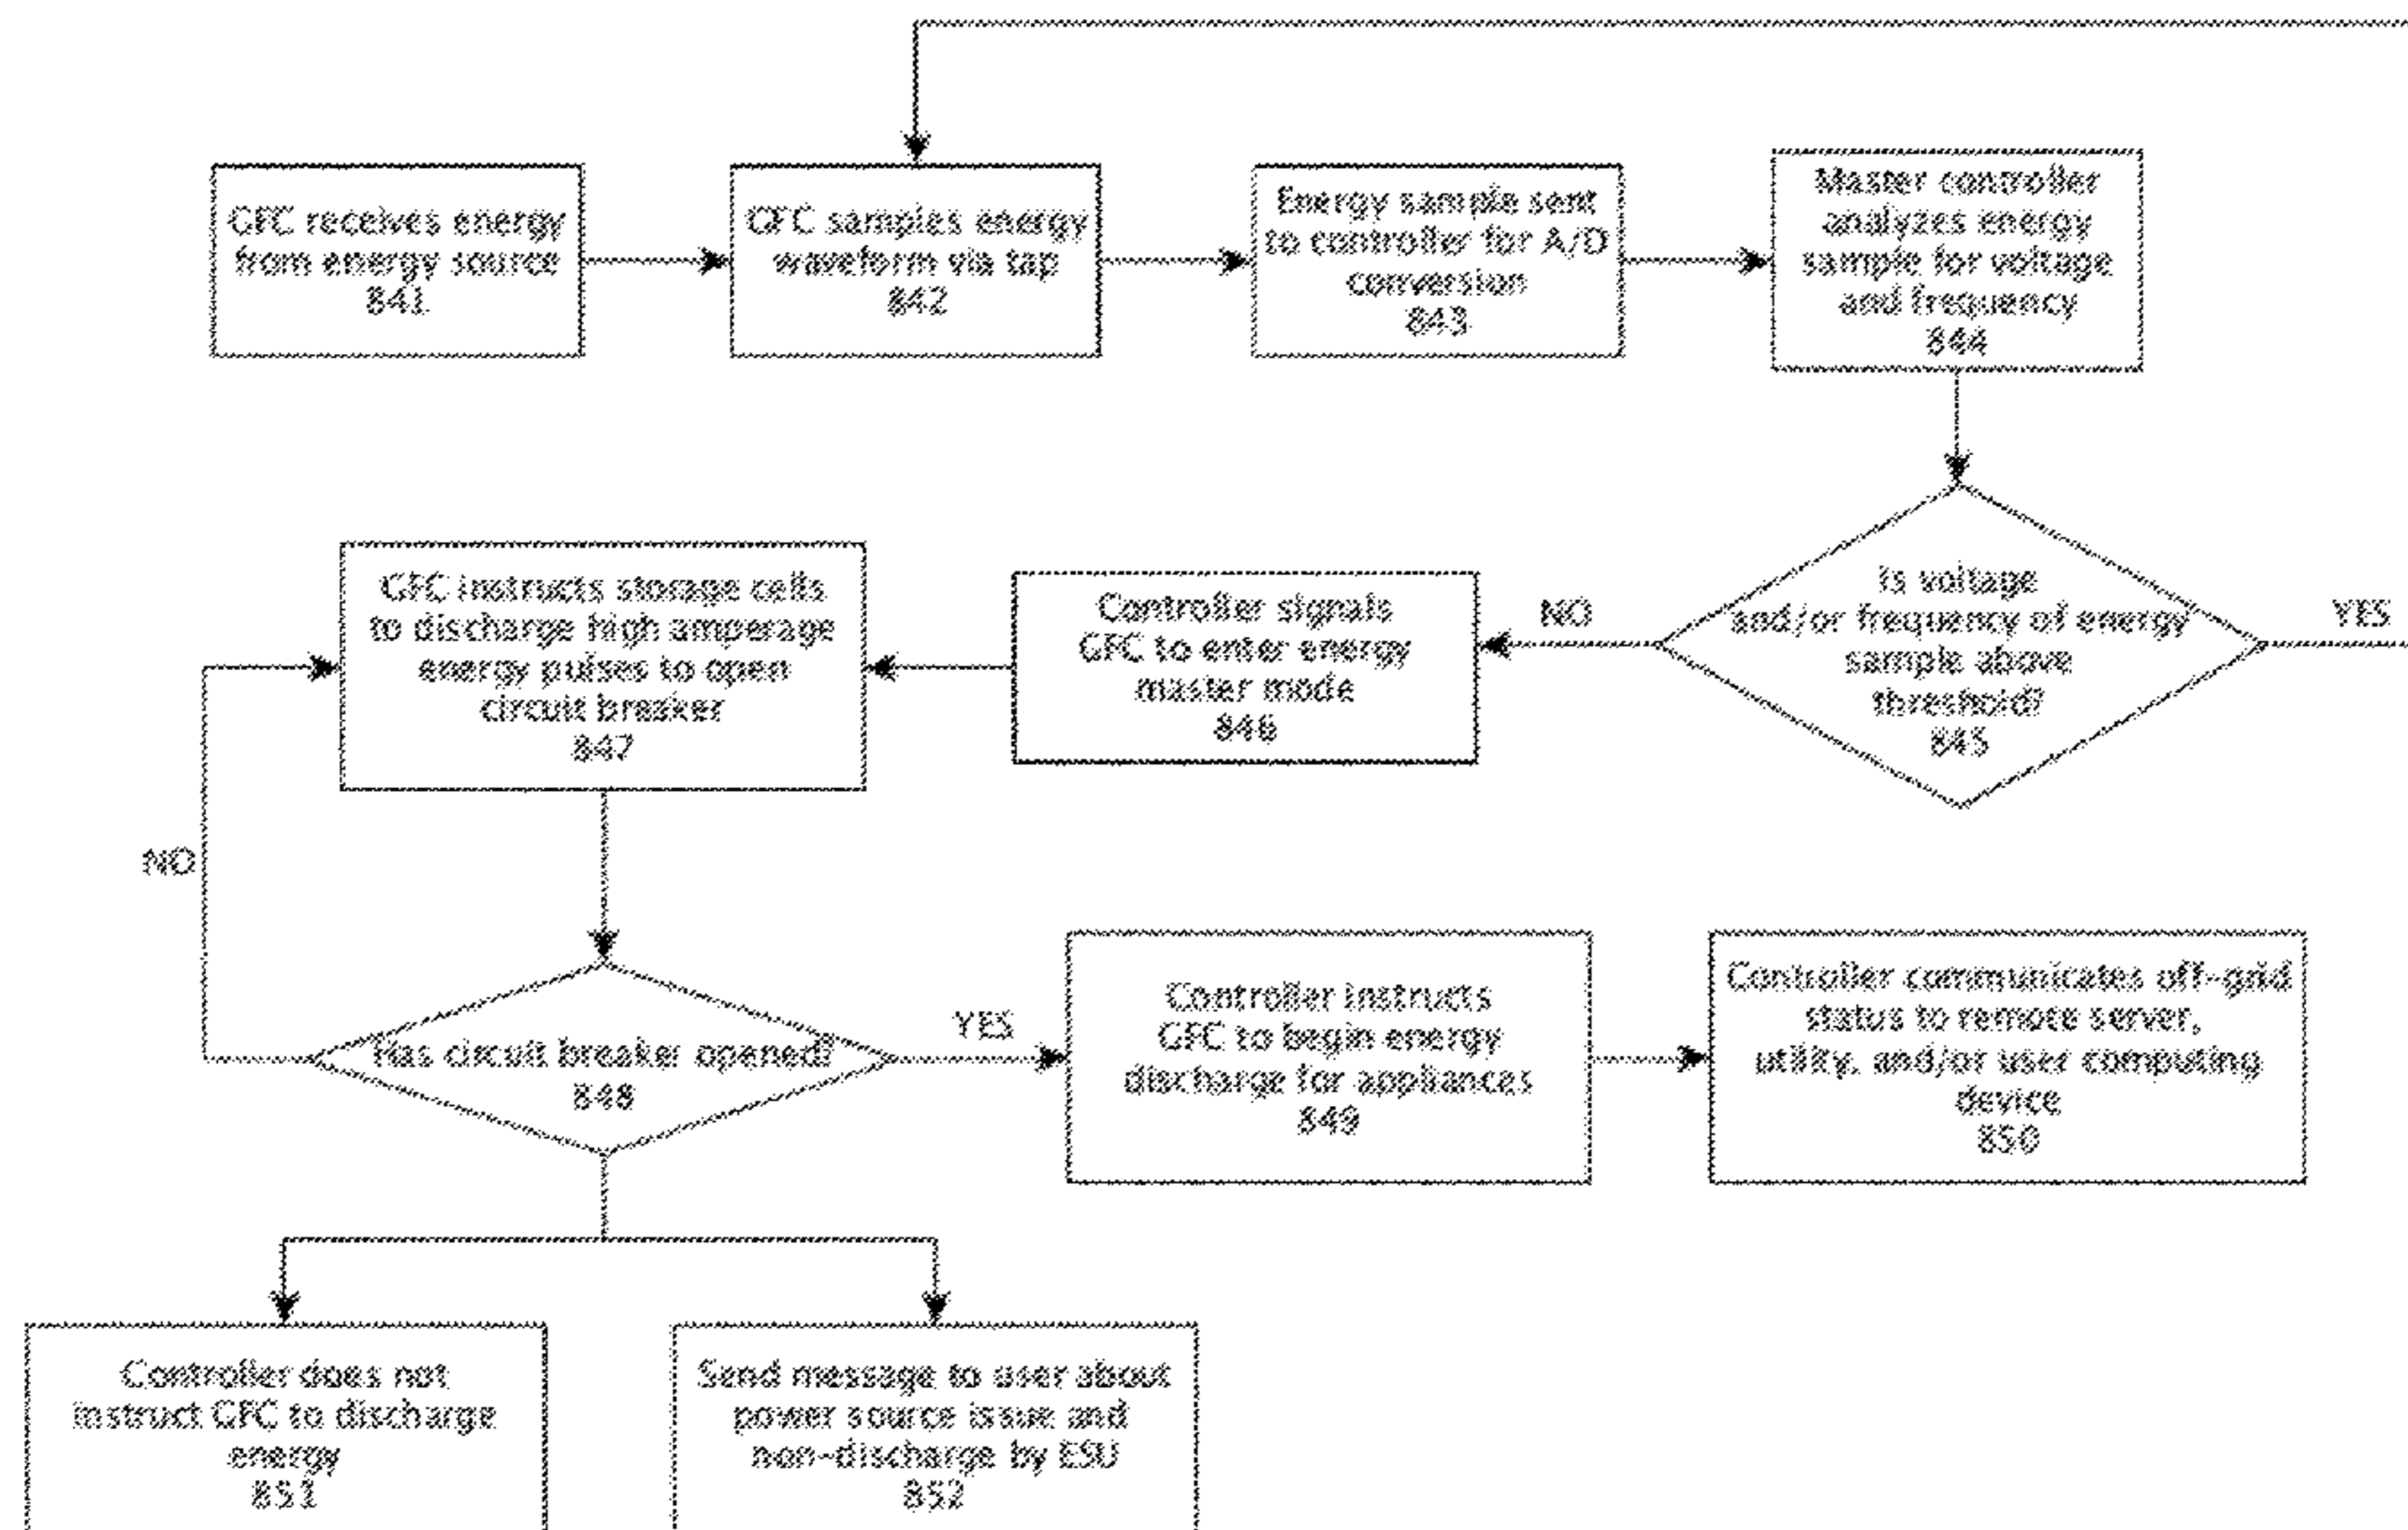 GFC receives energy
from energy source
841
GFC samples energy
waveform via tap
842
Energy sample sent
to controller for A/D
conversion
843
Master controller
analyzes energy
sample for voltage
and frequency
844
Is voltage
and/or frequency of energy
sample above
threshold?
845
YES
NO
Controller signals
GFC to enter energy
master mode
846
GFC instructs storage cells
to discharge high amperage
energy pulses to open
circuit breaker
847
NO
Has circuit breaker opened?
848
YES
Controller instructs
GFC to begin energy
discharge for appliances
849
Controller communicates off-grid
status to remote server,
utility, and/or user computing
device
850
Controller does not
instruct GFC to discharge
energy
851
Send message to user about
power source issue and
non-discharge by ESU
852